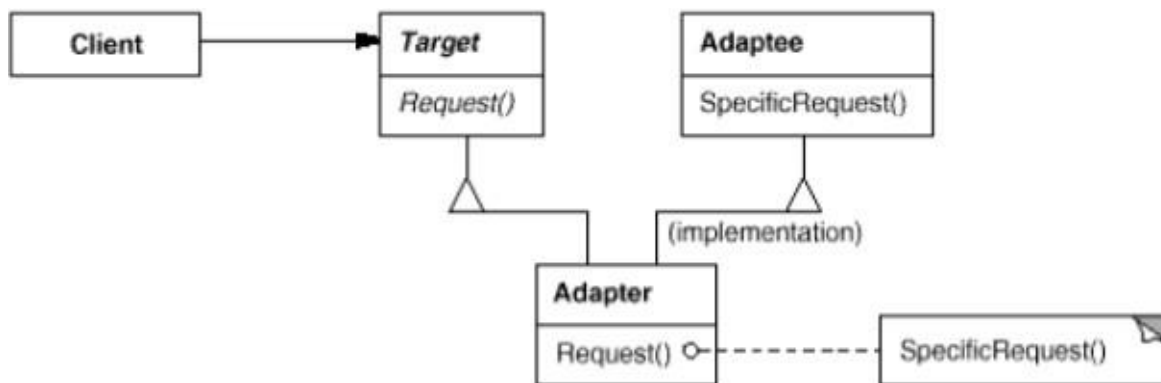 Client
Target
Request()
Adaptee
SpecificRequest()
(implementation)
Adapter
Request()
SpecificRequest()